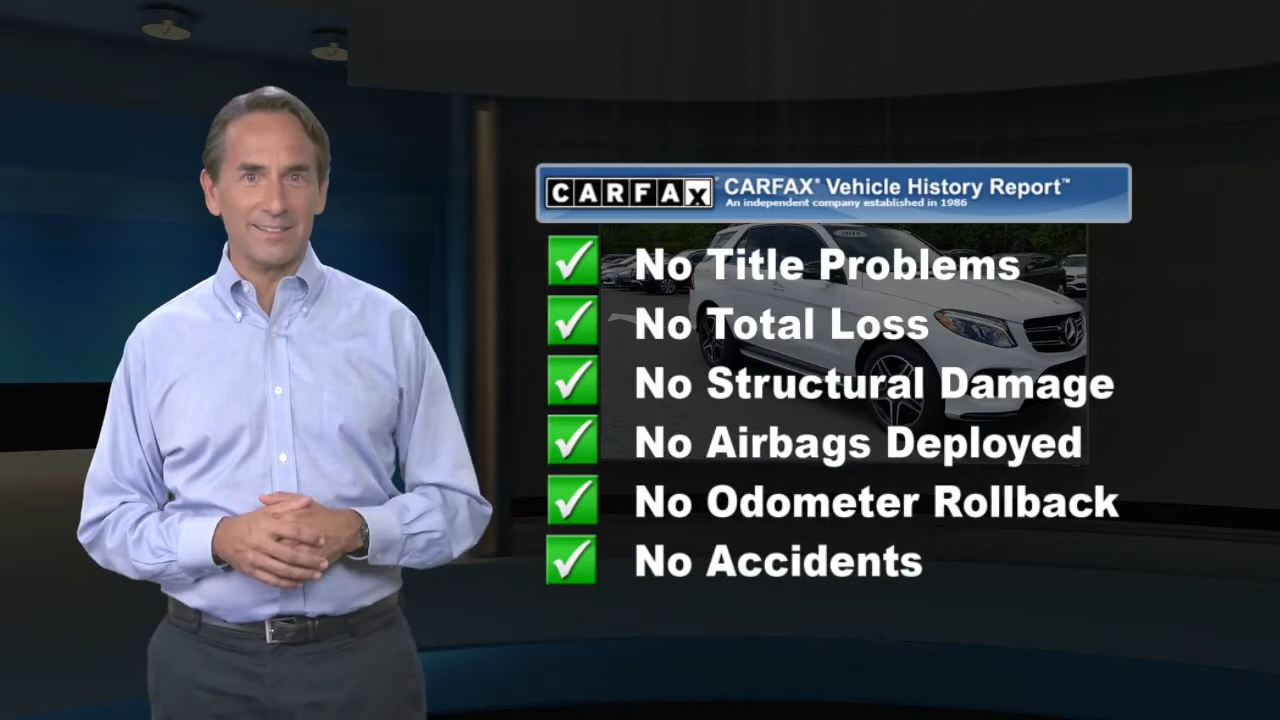 CARFAX® CARFAX® Vehicle History Report™
An independent company established in 1986
No Title Problems
No Total Loss
No Structural Damage
No Airbags Deployed
No Odometer Rollback
No Accidents